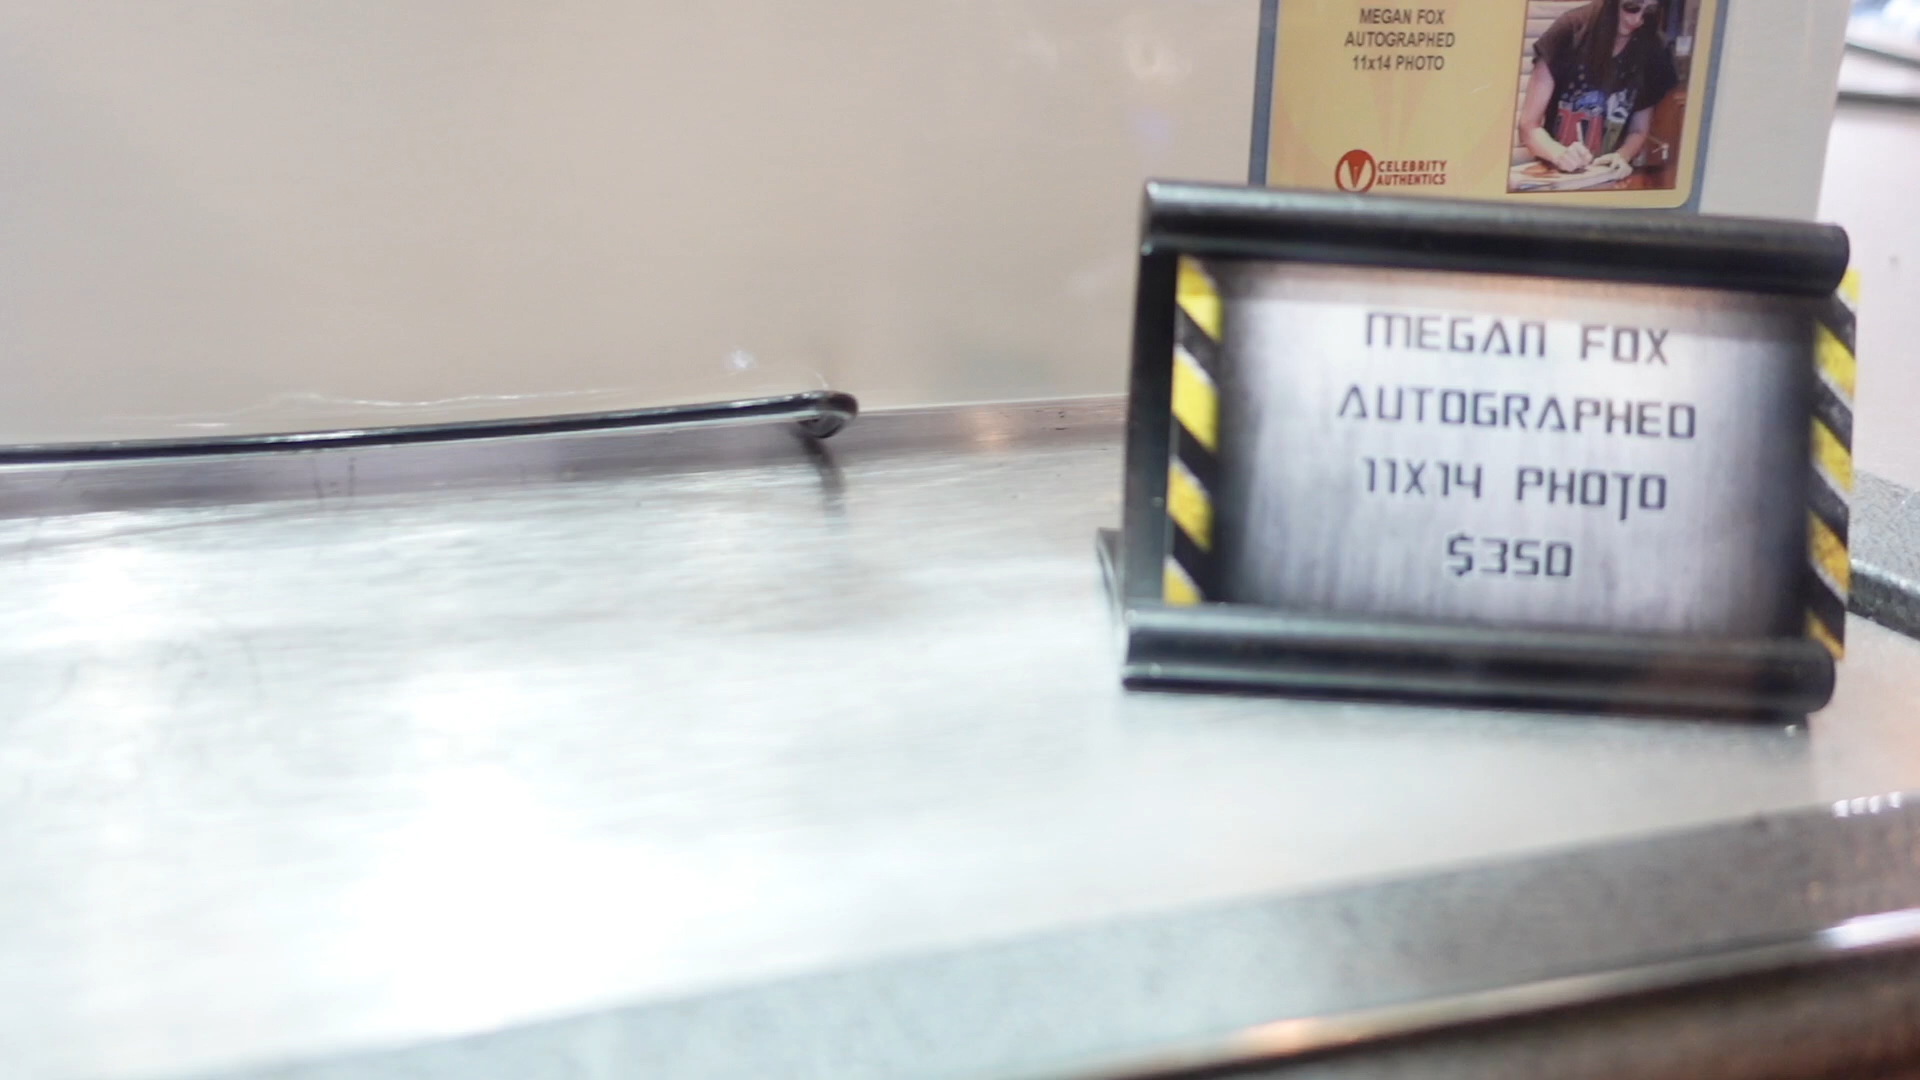 MEGAN FOX
AUTOGRAPHED
11x14 PHOTO
CELEBRITY
AUTHENTICS
MEGAN FOX
AUTOGRAPHED
11X14 PHOTO
$350